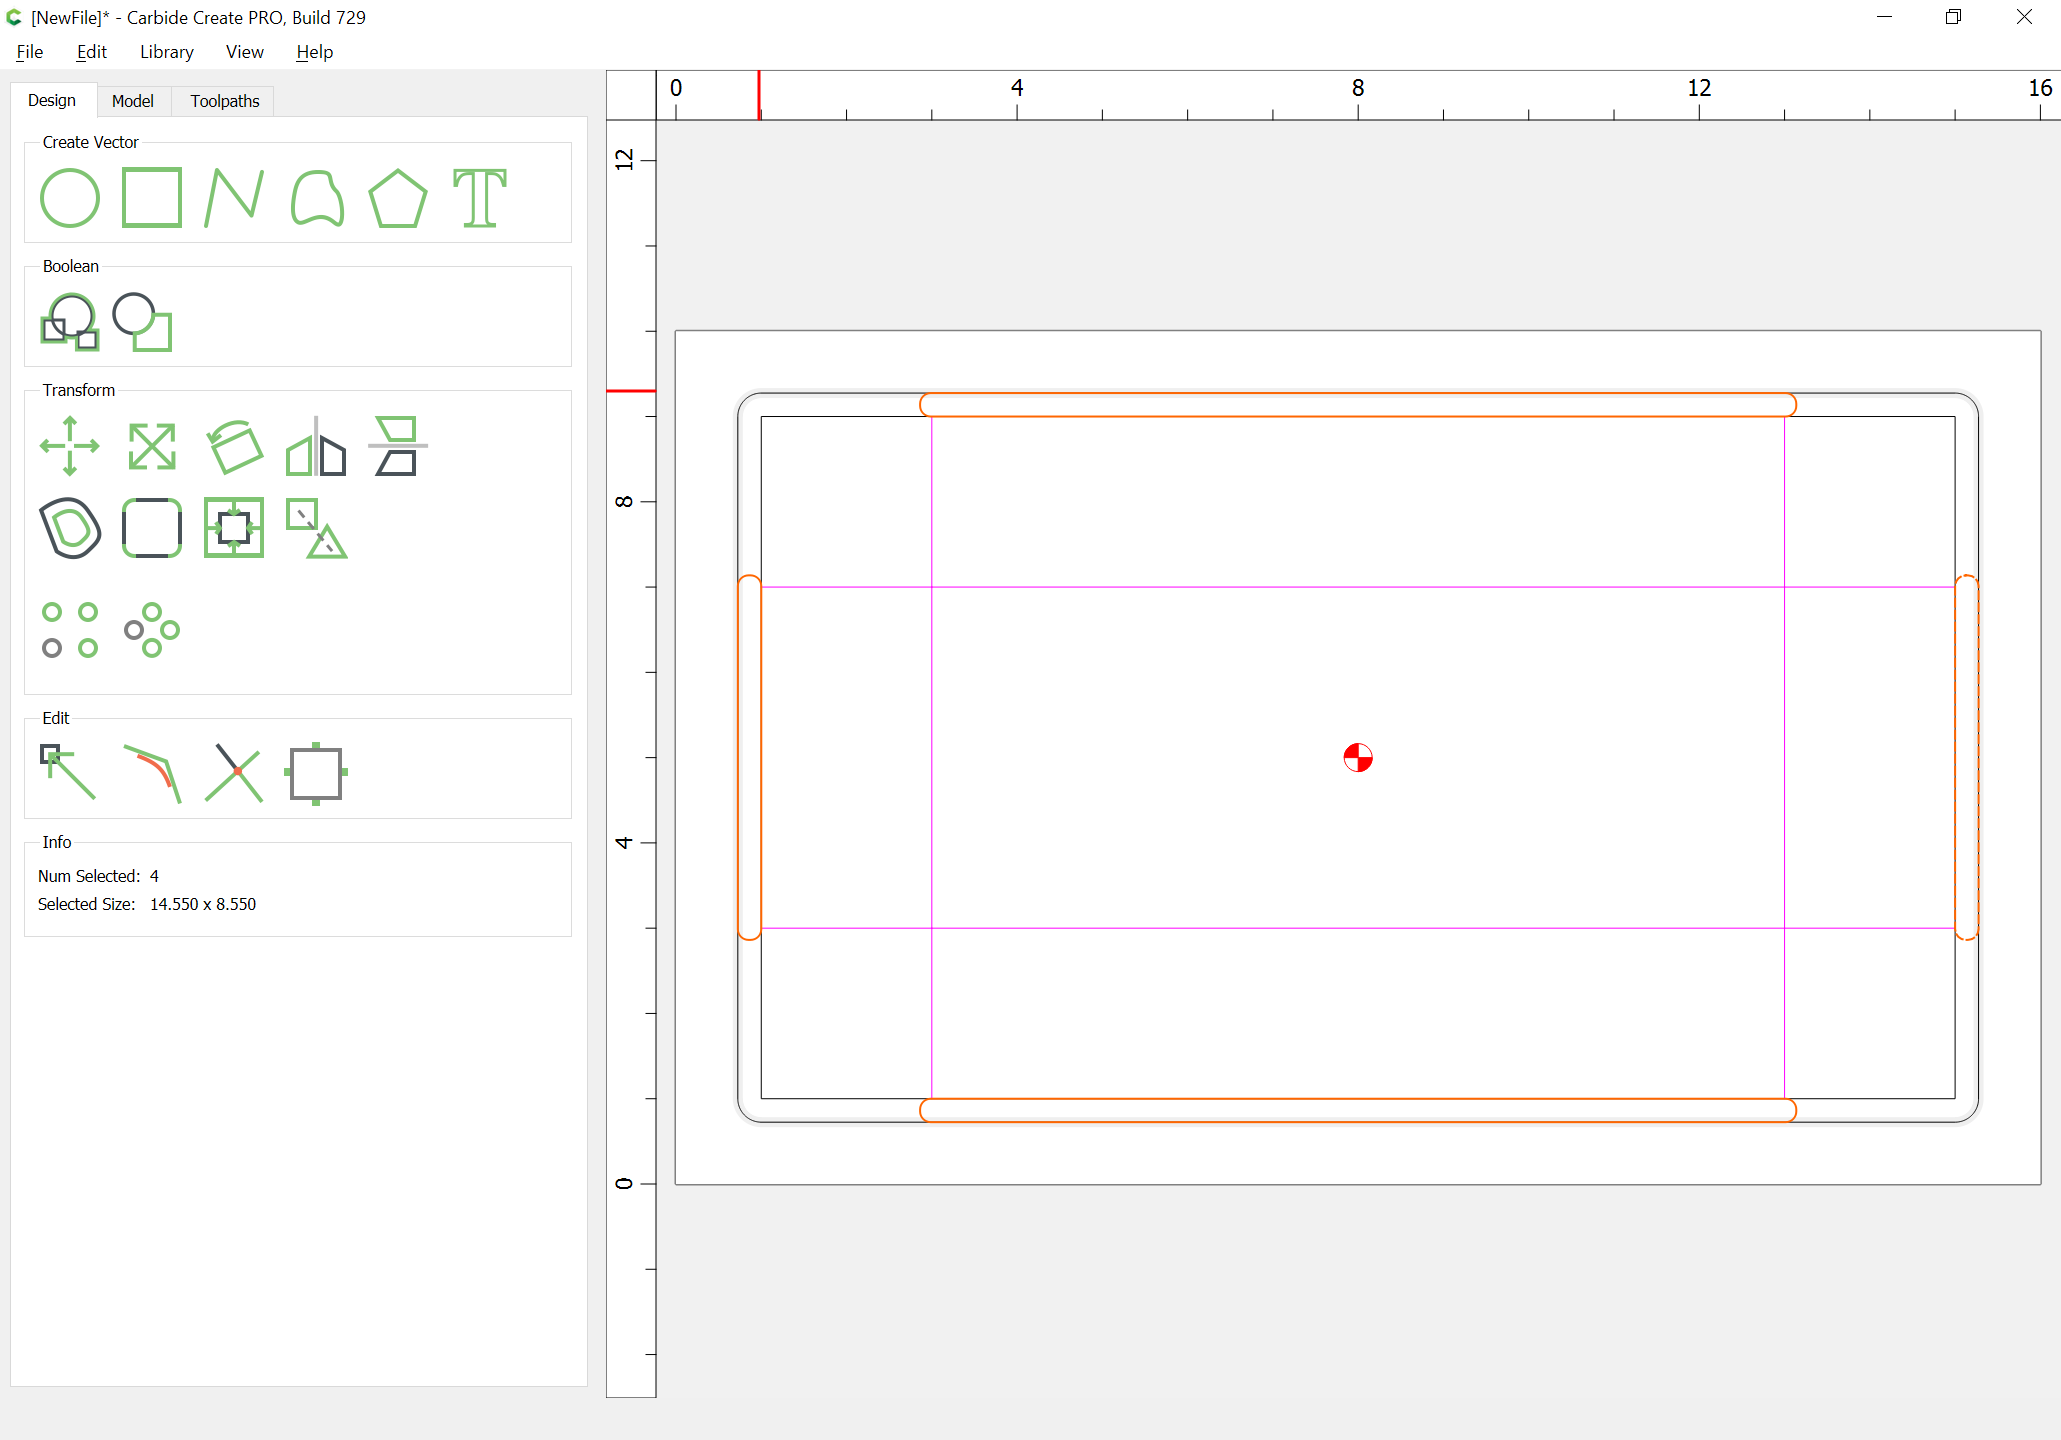 [NewFile]* - Carbide Create PRO, Build 729
File Edit Library View Help
Design Model Toolpaths
Create Vector
Boolean
Transform
Edit
Info
Num Selected: 4
Selected Size: 14.550 x 8.550
0 4 8 12 16
12
8
4
0